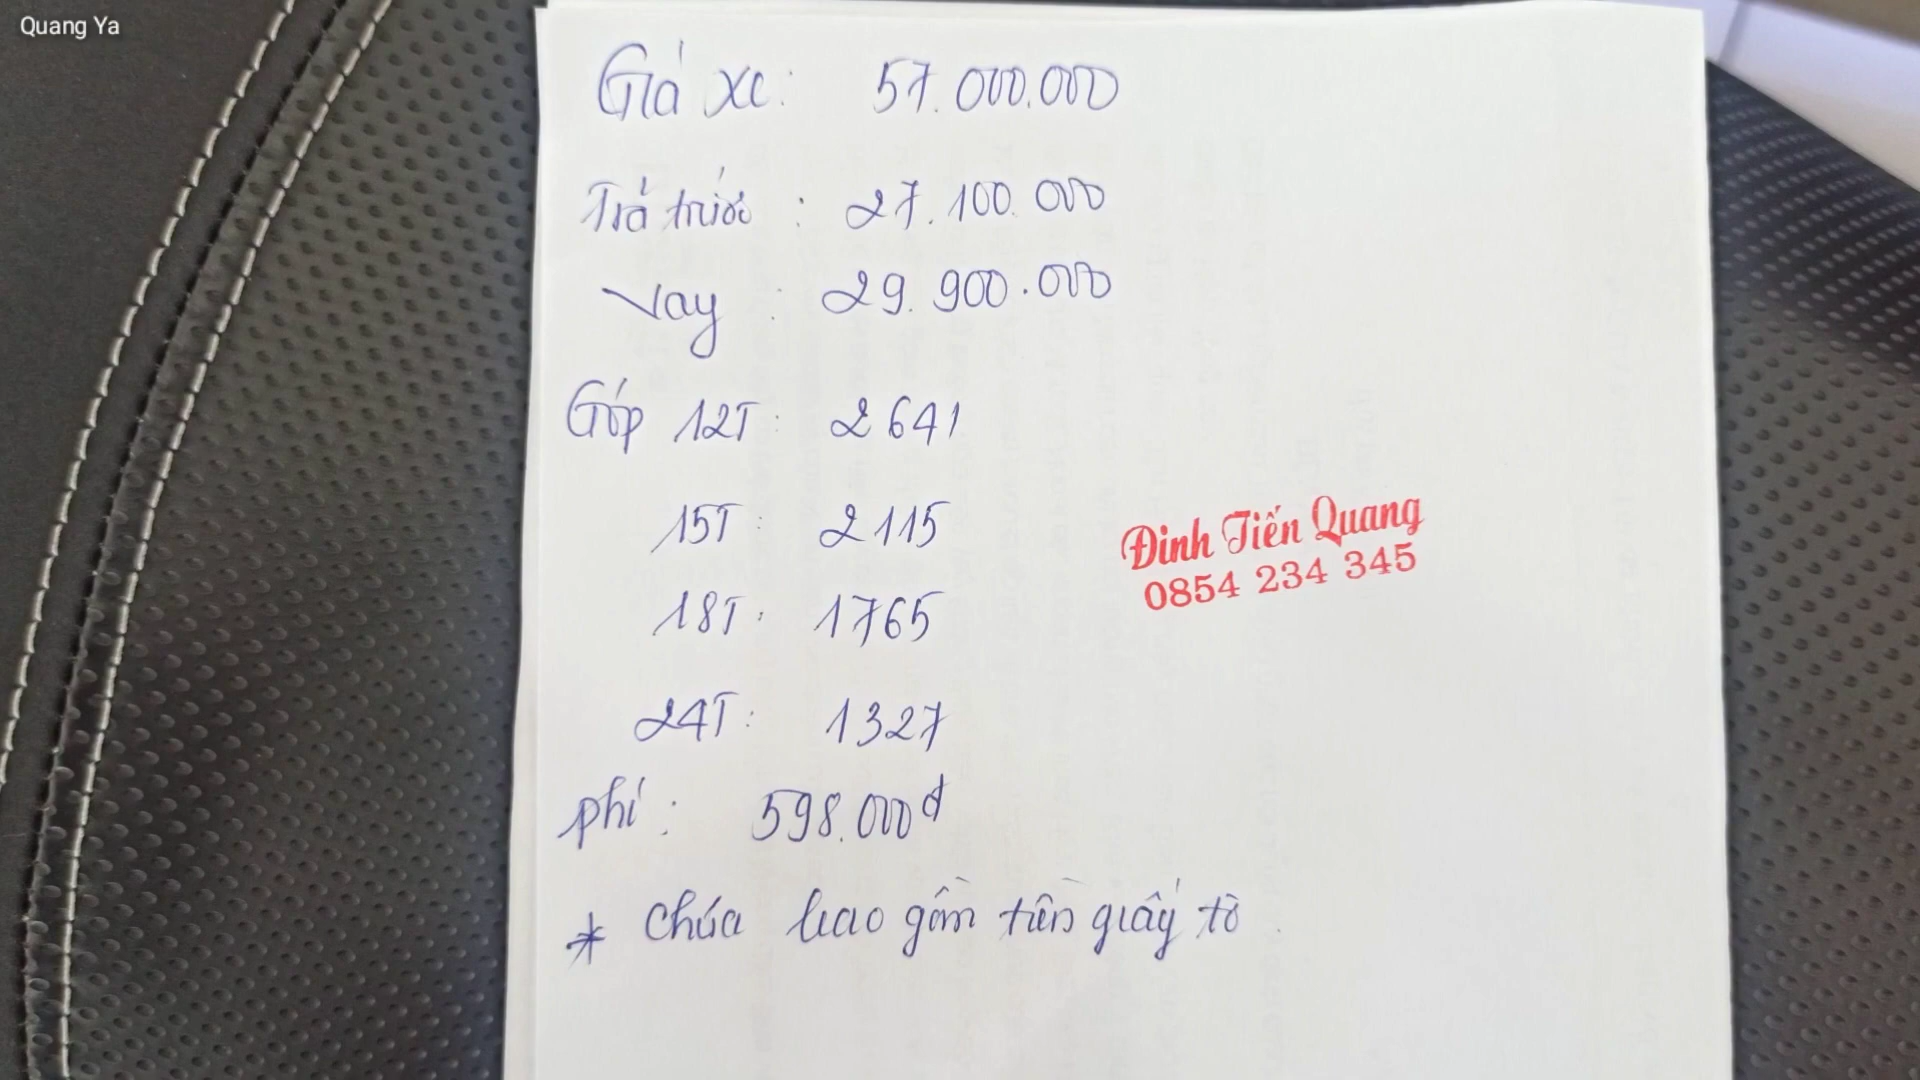 Quang Ya
Giá xe: 57.000.000
Trả trước : 27.100.000
Vay : 29.900.000
Góp 12T: 2641
15T: 2115
18T: 1765
24T: 1327
Đinh Tiến Quang
0854 234 345
phí: 598.000đ
* Chưa bao gồm tiền giấy tờ.